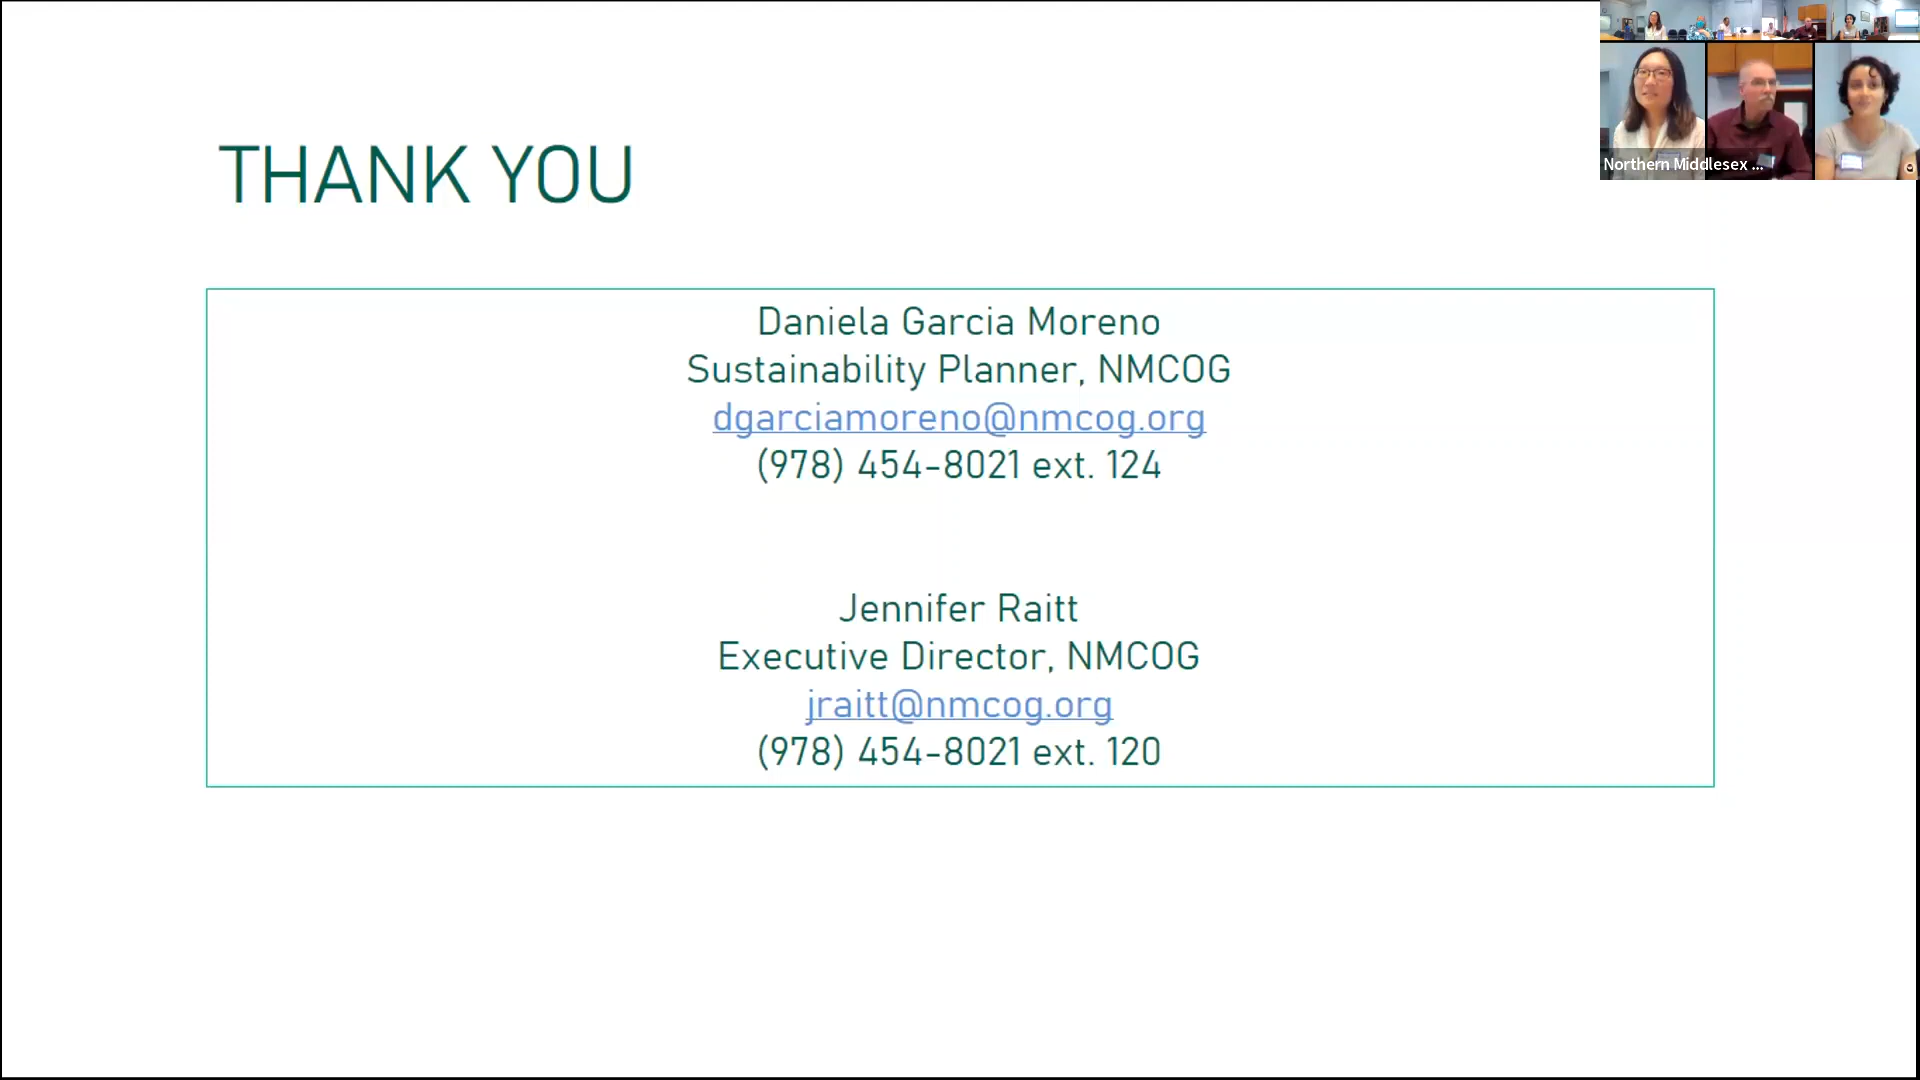 THANK YOU
Daniela Garcia Moreno
Sustainability Planner, NMCOG
dgarciamoreno@nmcog.org
(978) 454-8021 ext. 124
Jennifer Raitt
Executive Director, NMCOG
jraitt@nmcog.org
(978) 454-8021 ext. 120
Northern Middlesex ...